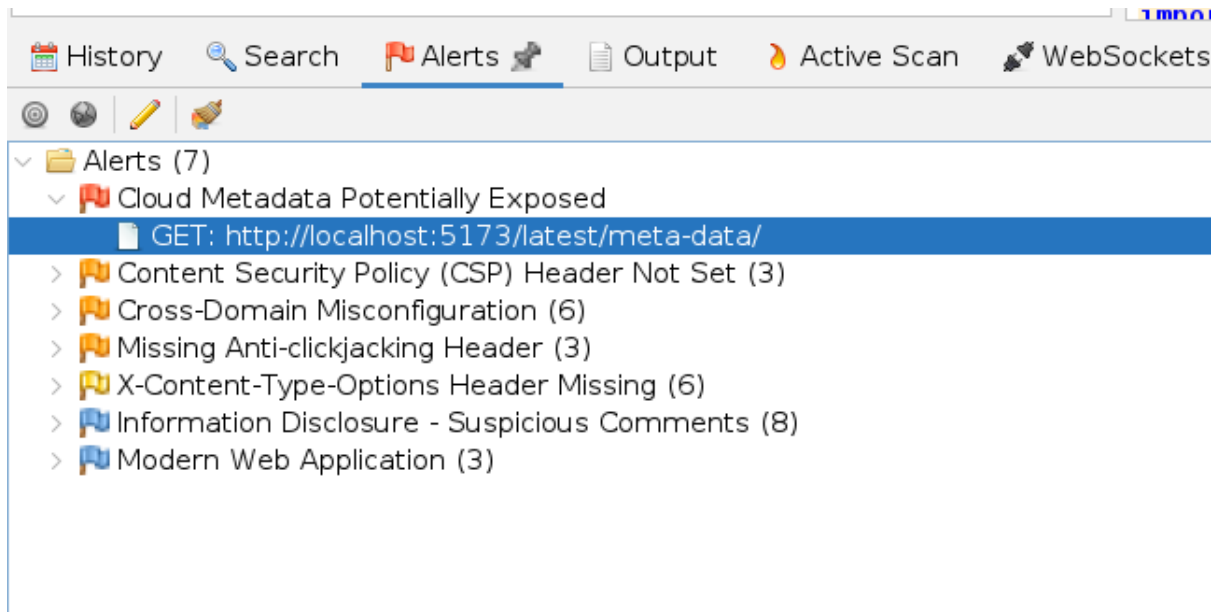 History Search Alerts Output Active Scan WebSockets
Alerts (7)
Cloud Metadata Potentially Exposed
GET: http://localhost:5173/latest/meta-data/
Content Security Policy (CSP) Header Not Set (3)
Cross-Domain Misconfiguration (6)
Missing Anti-clickjacking Header (3)
X-Content-Type-Options Header Missing (6)
Information Disclosure - Suspicious Comments (8)
Modern Web Application (3)